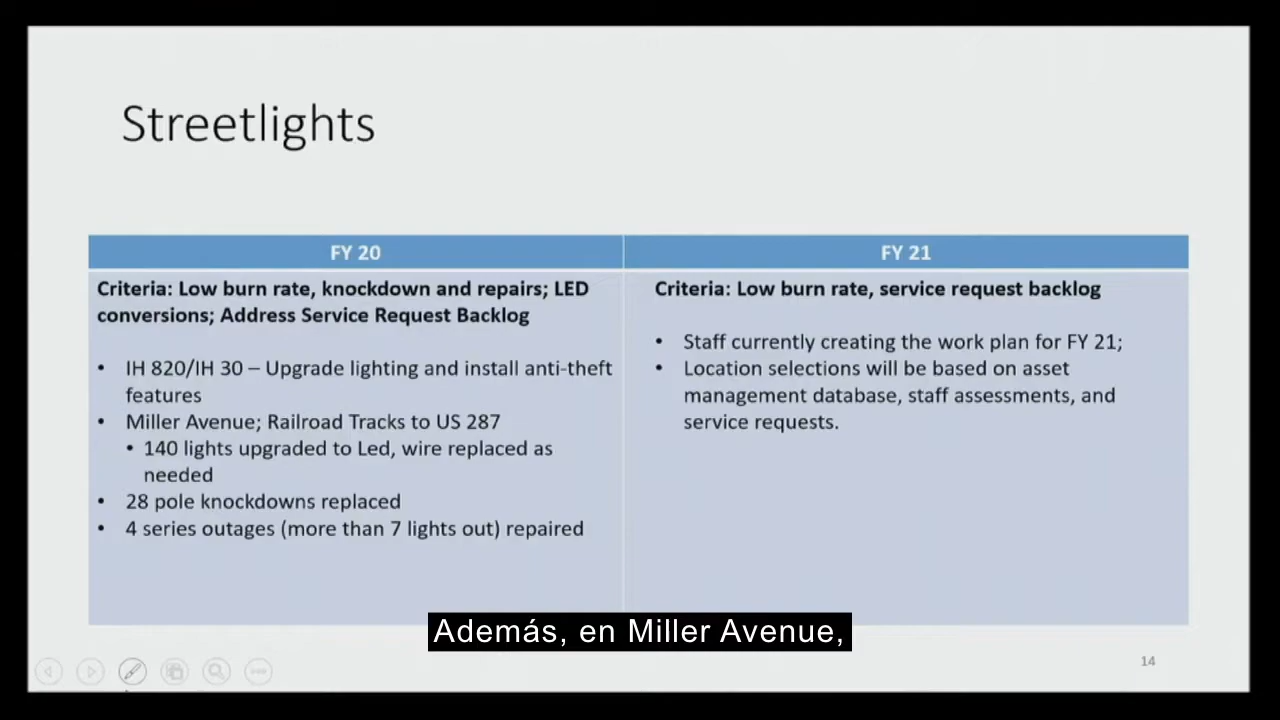 Streetlights
FY 20
Criteria: Low burn rate, knockdown and repairs; LED
conversions; Address Service Request Backlog
• IH 820/IH 30 – Upgrade lighting and install anti-theft
features
• Miller Avenue; Railroad Tracks to US 287
• 140 lights upgraded to Led, wire replaced as
needed
• 28 pole knockdowns replaced
• 4 series outages (more than 7 lights out) repaired
FY 21
Criteria: Low burn rate, service request backlog
• Staff currently creating the work plan for FY 21;
• Location selections will be based on asset
management database, staff assessments, and
service requests.
Además, en Miller Avenue,
14